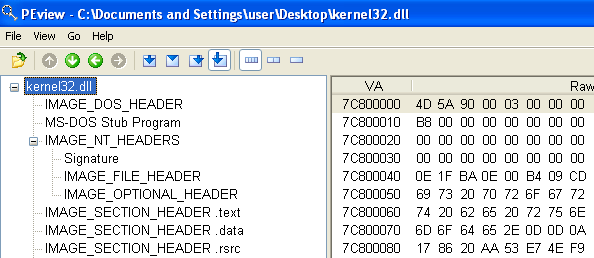 PEview - C:\Documents and Settings\user\Desktop\kernel32.dll
File View Go Help
kernel32.dll
IMAGE_DOS_HEADER
MS-DOS Stub Program
IMAGE_NT_HEADERS
Signature
IMAGE_FILE_HEADER
IMAGE_OPTIONAL_HEADER
IMAGE_SECTION_HEADER .text
IMAGE_SECTION_HEADER .data
IMAGE_SECTION_HEADER .rsrc
VA Raw
7C800000 4D 5A 90 00 03 00 00 00
7C800010 B8 00 00 00 00 00 00 00
7C800020 00 00 00 00 00 00 00 00
7C800030 00 00 00 00 00 00 00 00
7C800040 0E 1F BA 0E 00 B4 09 CD
7C800050 69 73 20 70 72 6F 67 72
7C800060 74 20 62 65 20 72 75 6E
7C800070 6D 6F 64 65 2E 0D 0D 0A
7C800080 17 86 20 AA 53 E7 4E F9